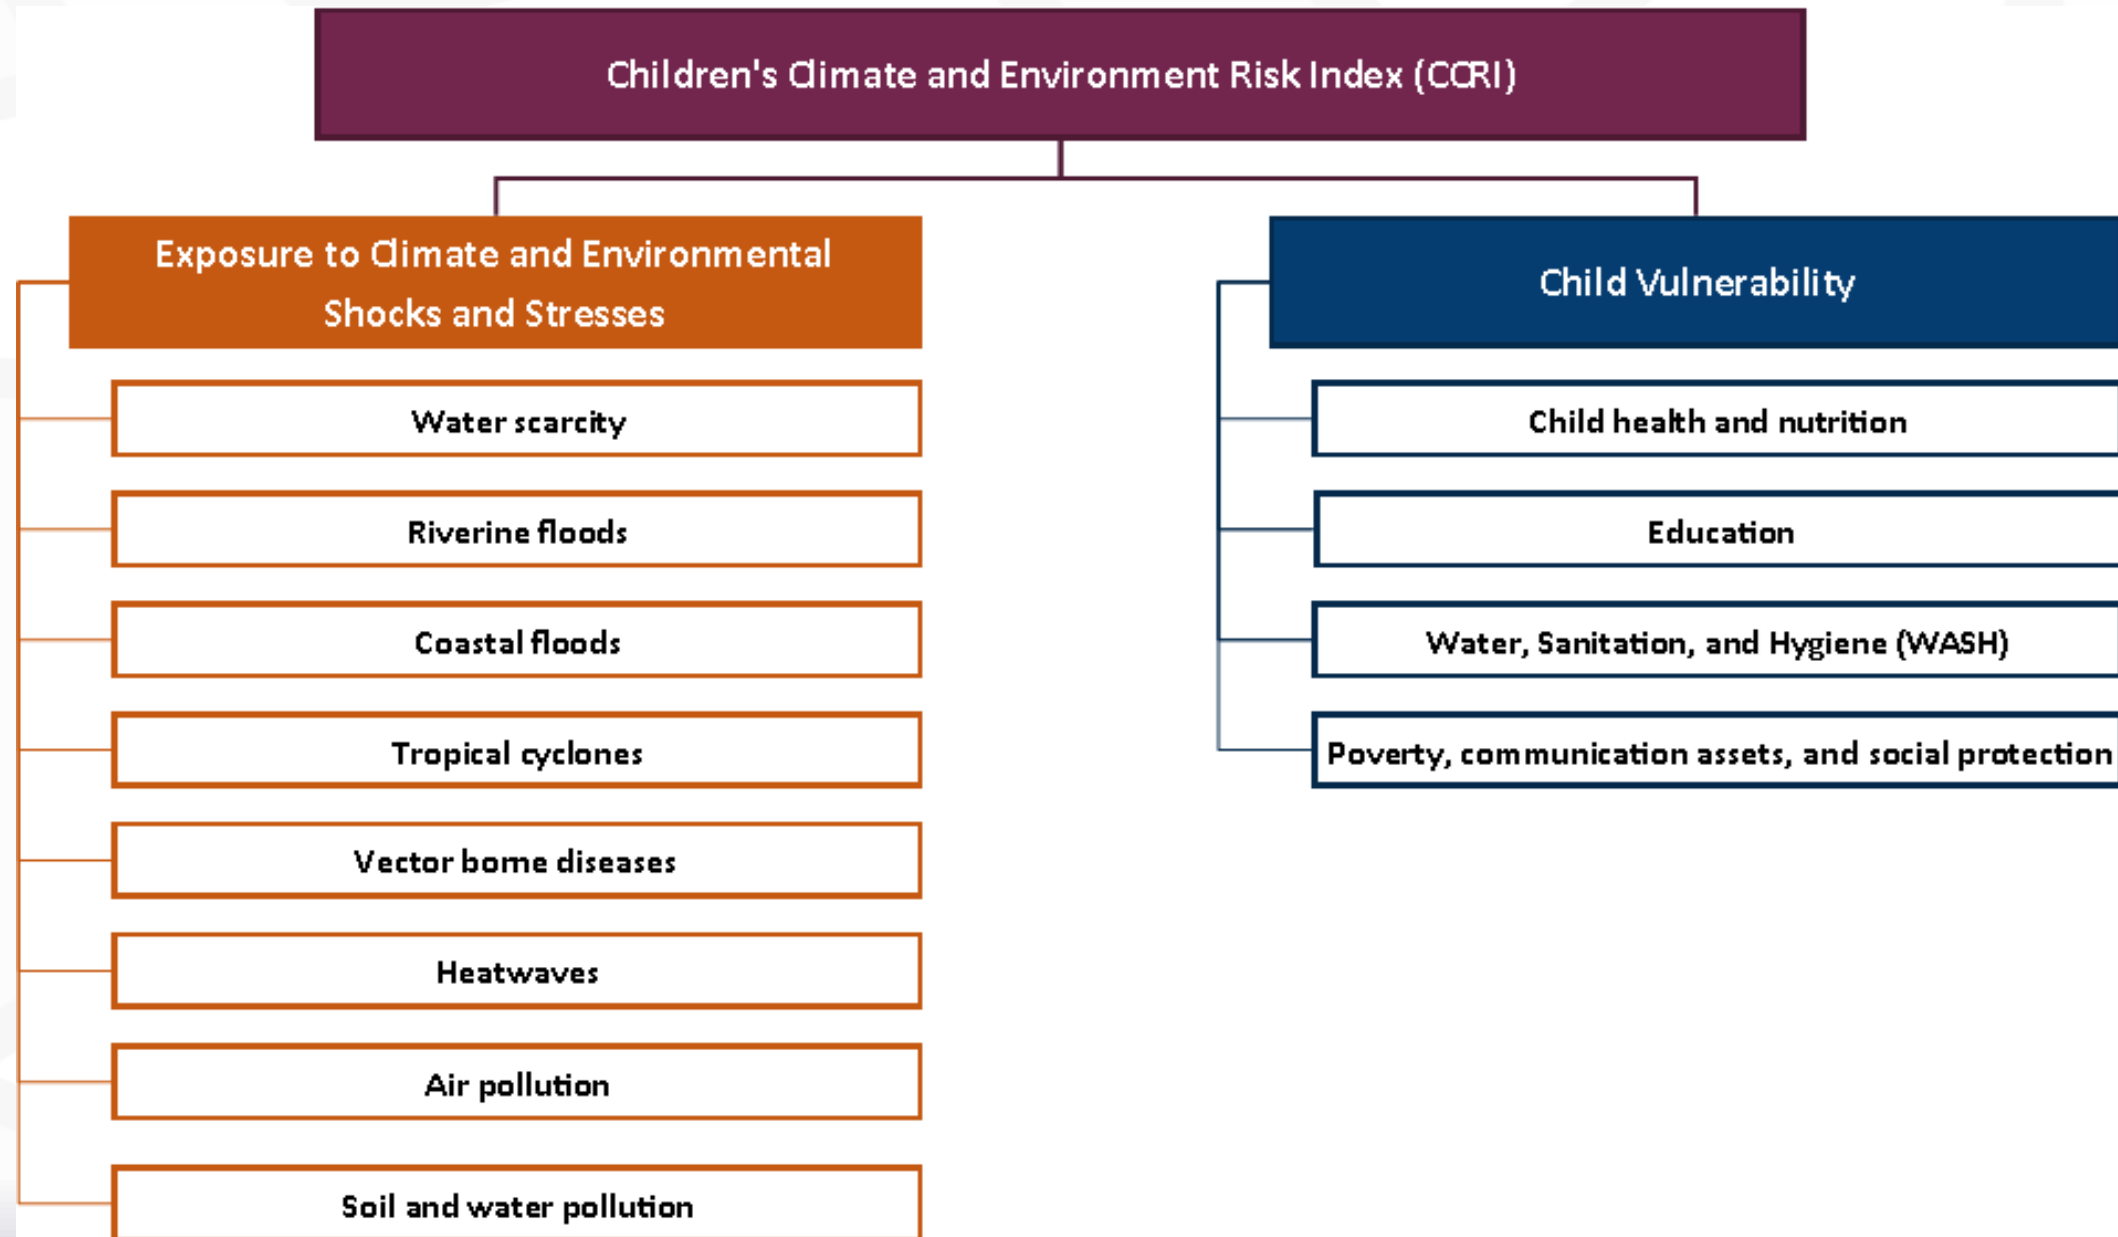 Children's Climate and Environment Risk Index (CCRI)
Exposure to Climate and Environmental
Shocks and Stresses
Water scarcity
Riverine floods
Coastal floods
Tropical cyclones
Vector borne diseases
Heatwaves
Air pollution
Soil and water pollution
Child Vulnerability
Child health and nutrition
Education
Water, Sanitation, and Hygiene (WASH)
Poverty, communication assets, and social protection